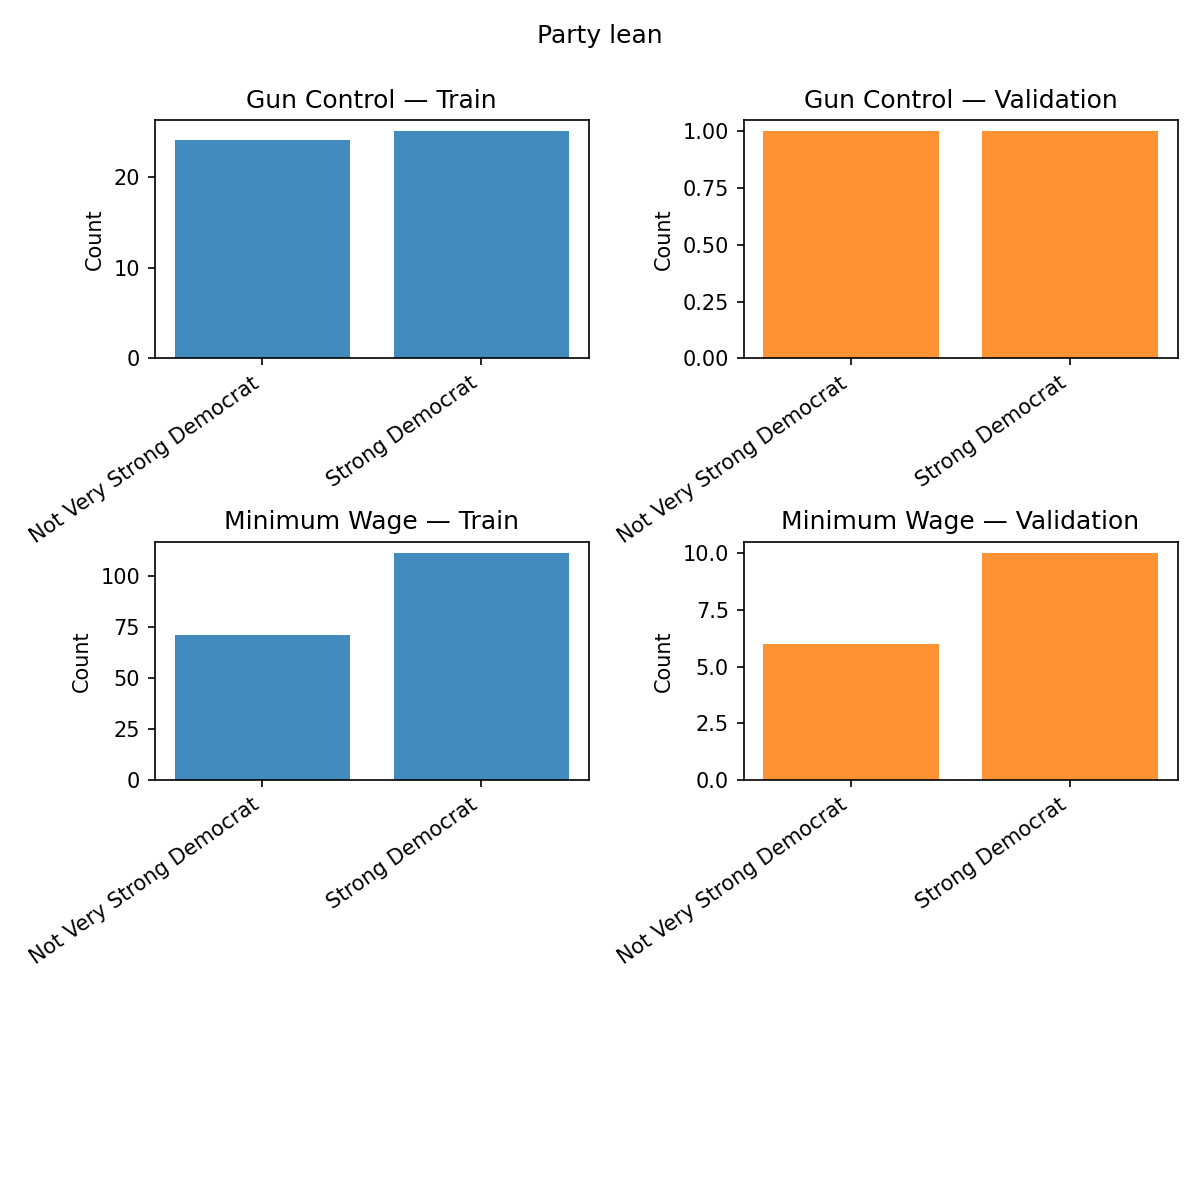 Party lean
Gun Control — Train
Count
20
10
0
Not Very Strong Democrat
Strong Democrat
Gun Control — Validation
Count
1.00
0.75
0.50
0.25
0.00
Not Very Strong Democrat
Strong Democrat
Minimum Wage — Train
Count
100
75
50
25
0
Not Very Strong Democrat
Strong Democrat
Minimum Wage — Validation
Count
10.0
7.5
5.0
2.5
0.0
Not Very Strong Democrat
Strong Democrat